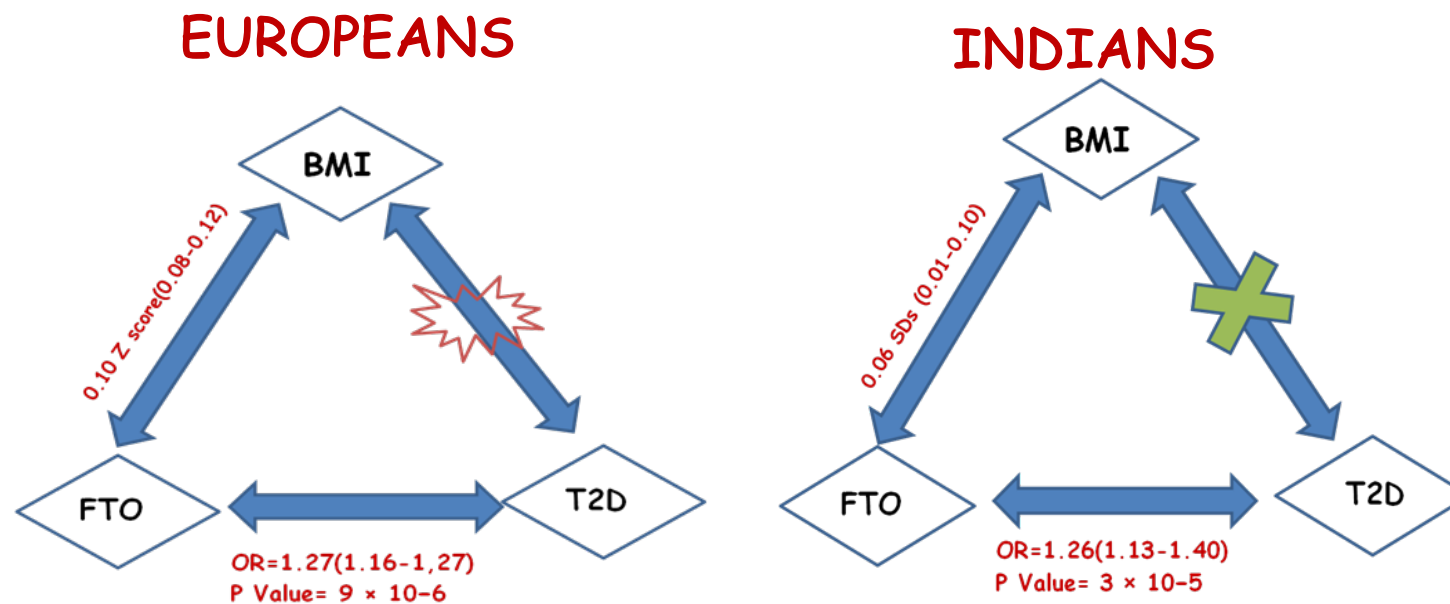 EUROPEANS
BMI
0.10 Z score(0.08-0.12)
FTO
T2D
OR=1.27(1.16-1,27)
P Value= 9 × 10-6
INDIANS
BMI
0.06 SDs (0.01-0.10)
FTO
T2D
OR=1.26(1.13-1.40)
P Value= 3 × 10-5